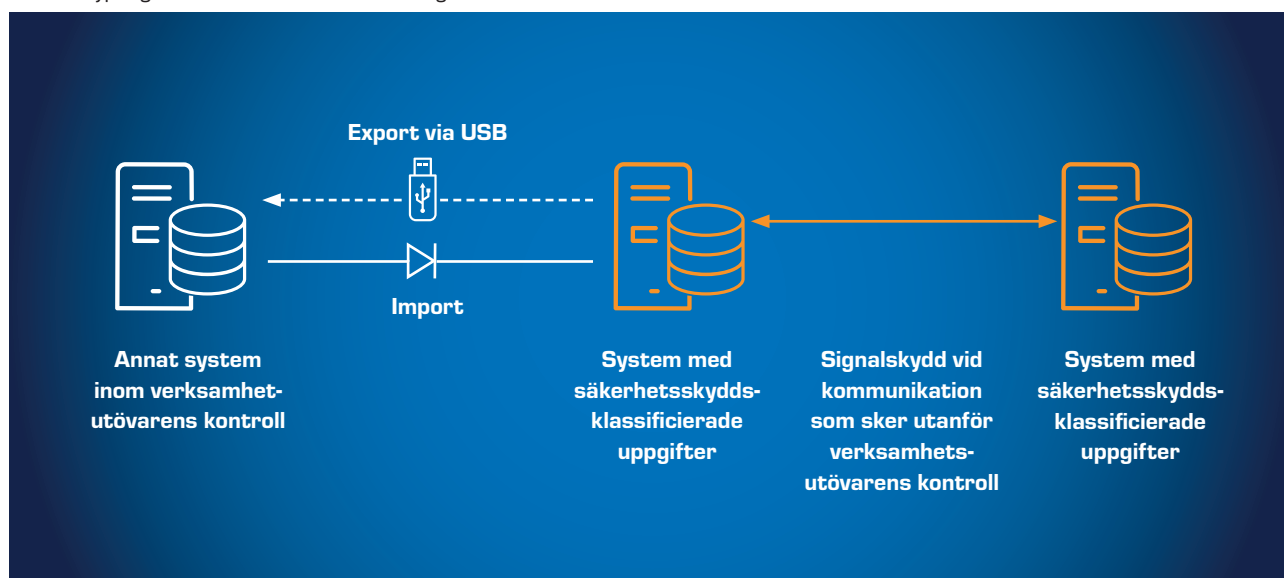 Export via USB
Import
Annat system
inom verksamhet-
utövarens kontroll
System med
säkerhetsskydds-
klassificierade
uppgifter
Signalskydd vid
kommunikation
som sker utanför
verksamhets-
utövarens kontroll
System med
säkerhetsskydds-
klassificierade
uppgifter